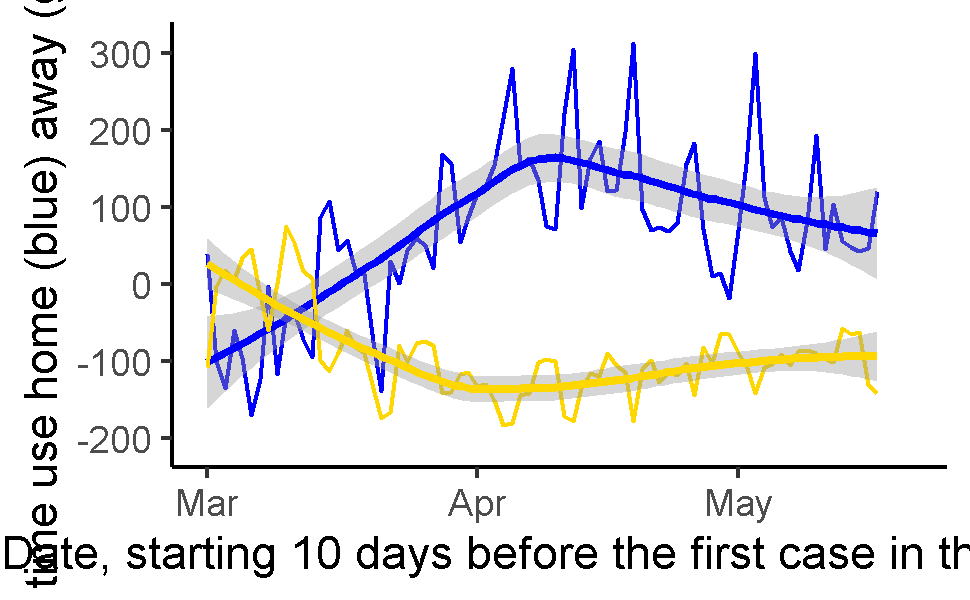 time use home (blue) away (
300
200
100
0
-100
-200
Mar Apr May
Date, starting 10 days before the first case in th